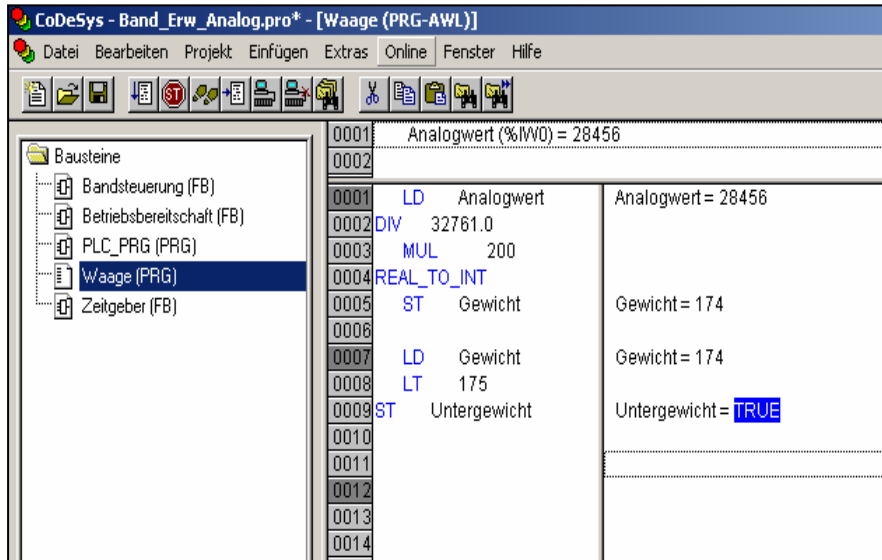 CoDeSys - Band_Erw_Analog.pro* - [Waage (PRG-AWL)]
Datei Bearbeiten Projekt Einfügen Extras Online Fenster Hilfe
ST
Bausteine
Bandsteuerung (FB)
Betriebsbereitschaft (FB)
PLC_PRG (PRG)
Waage (PRG)
Zeitgeber (FB)
0001 Analogwert (%IW0) = 28456
0002
0001 LD Analogwert Analogwert = 28456
0002 DIV 32761.0
0003 MUL 200
0004 REAL_TO_INT
0005 ST Gewicht Gewicht = 174
0006
0007 LD Gewicht Gewicht = 174
0008 LT 175
0009 ST Untergewicht Untergewicht = TRUE
0010
0011
0012
0013
0014